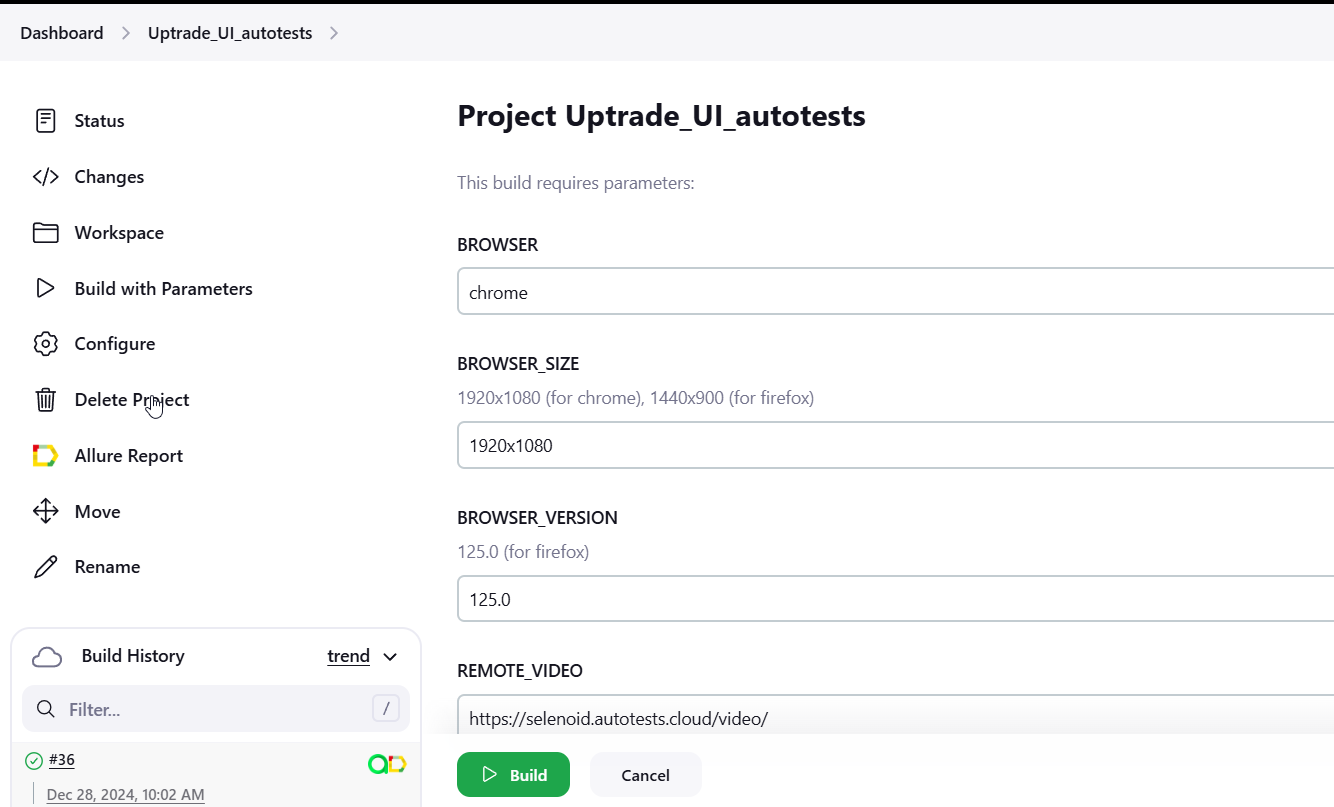 Dashboard > Uptrade_UI_autotests >
Status
Changes
Workspace
Build with Parameters
Configure
Delete Project
Allure Report
Move
Rename
Build History trend
Filter... /
#36
Dec 28, 2024, 10:02 AM
Project Uptrade_UI_autotests
This build requires parameters:
BROWSER
chrome
BROWSER_SIZE
1920x1080 (for chrome), 1440x900 (for firefox)
1920x1080
BROWSER_VERSION
125.0 (for firefox)
125.0
REMOTE_VIDEO
https://selenoid.autotests.cloud/video/
Build Cancel